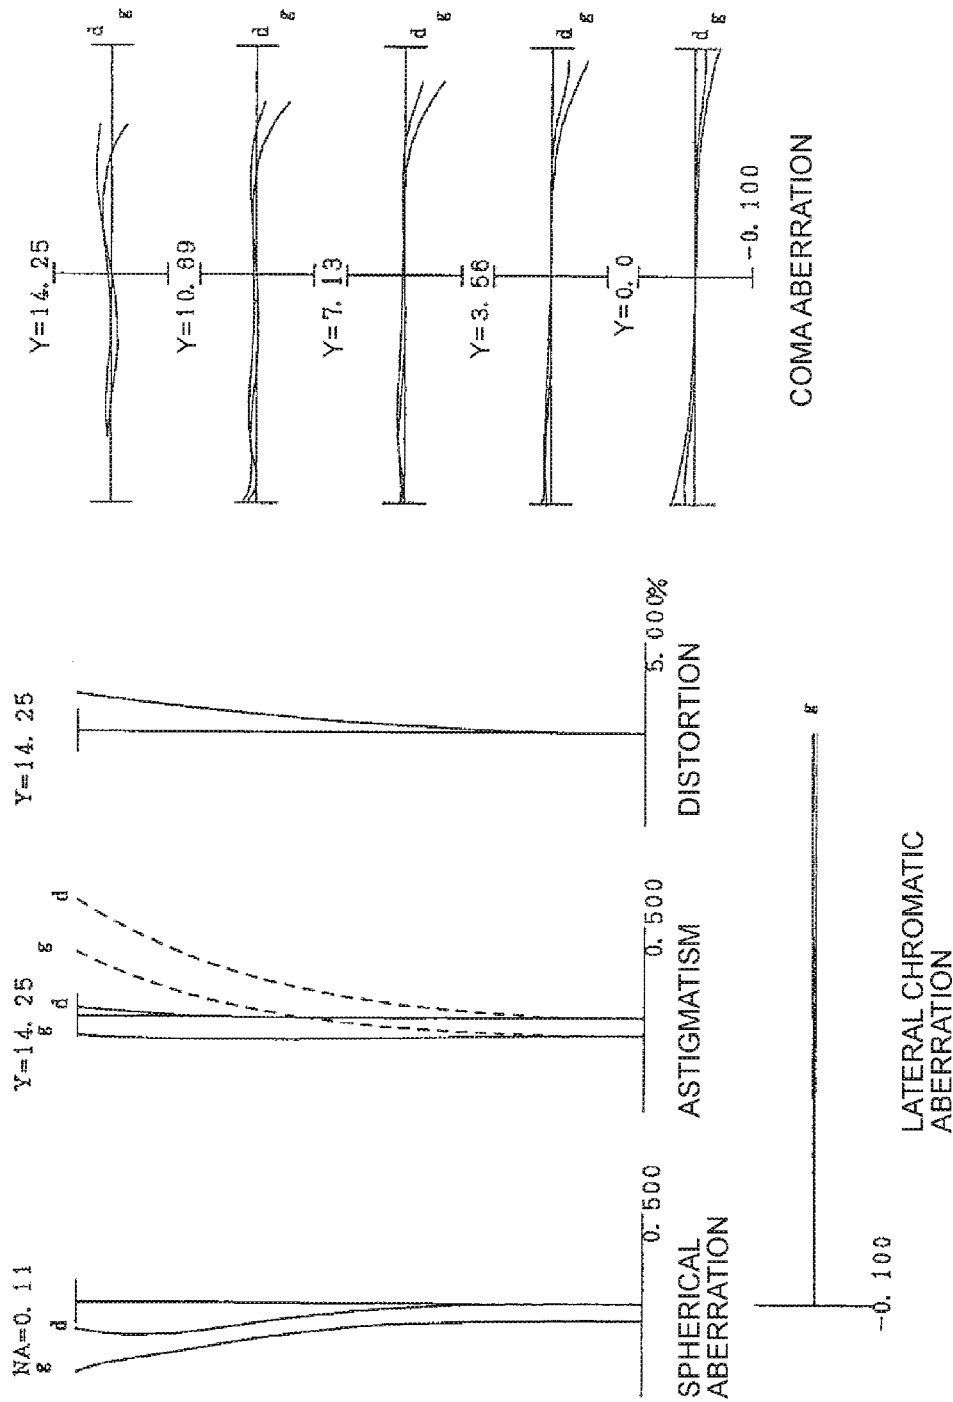 NA=0. 11
g
d
0. 500
SPHERICAL
ABERRATION
Y=14. 25
g
d
g
d
0. 500
ASTIGMATISM
Y=14. 25
5. 000%
DISTORTION
g
-0. 100
LATERAL CHROMATIC
ABERRATION
Y=14. 25
d
g
Y=10. 89
d
g
Y=7. 13
d
g
Y=3. 56
d
g
Y=0. 0
d
g
-0. 100
COMA ABERRATION